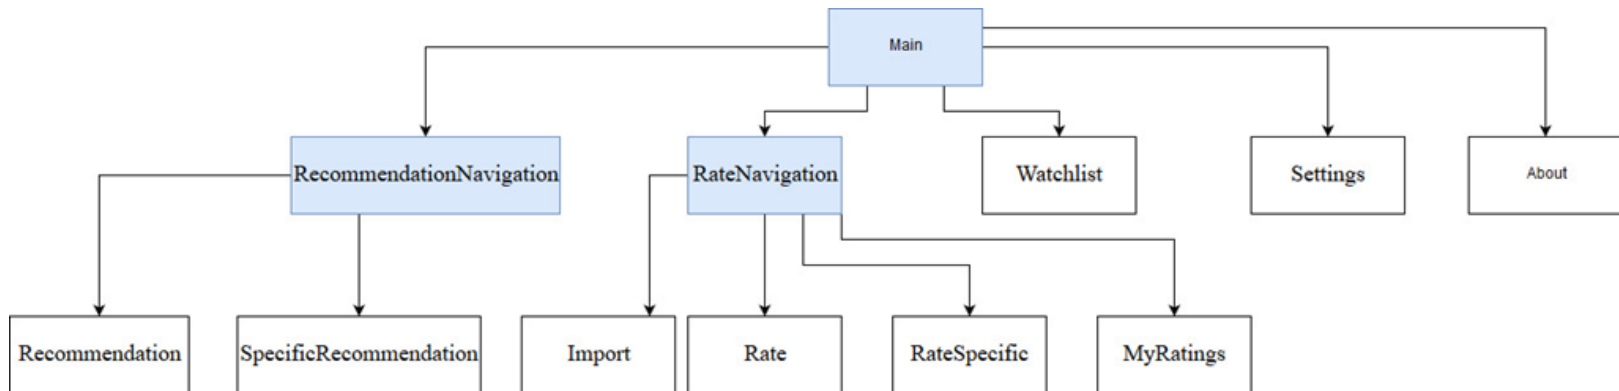 Main
RecommendationNavigation
RateNavigation
Watchlist
Settings
About
Recommendation
SpecificRecommendation
Import
Rate
RateSpecific
MyRatings